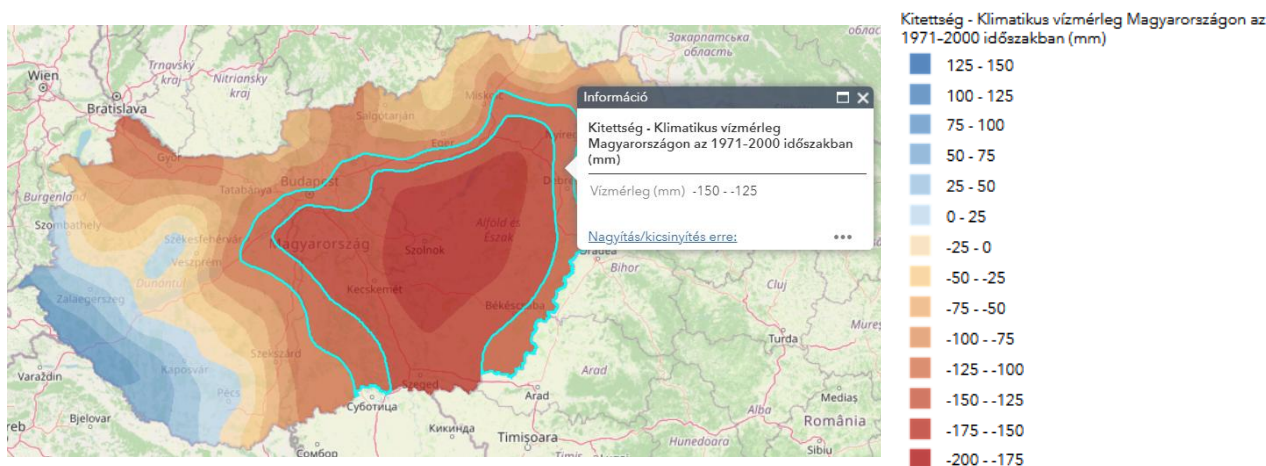 Закарпатська
область
Wien
Trnavský
kraj
Nitriansky
kraj
Bratislava
Miskolc
Salgótarján
Eger
Győr
Tatabánya
Budapest
Burgenland
Szombathely
Székesfehérvár
Veszprém
Dunántúl
Magyarország
Alföld és
Észak
Szolnok
Kecskemét
Békéscsaba
Zalaegerszeg
Kaposvár
Szekszárd
Pécs
Szeged
Varaždin
Bjelovar
Суботица
Сомбор
Кикинда
Timișoara
Arad
Arad
Oradea
Bihor
Cluj
Turda
Alba
Mediaș
România
Hunedoara
Sibiu
Információ
Kitettség - Klimatikus vízmérleg
Magyarországon az 1971-2000 időszakban
(mm)
Vízmérleg (mm) -150 - -125
Nagyítás/kicsinyítés erre:
Kitettség - Klimatikus vízmérleg Magyarországon az
1971-2000 időszakban (mm)
125 - 150
100 - 125
75 - 100
50 - 75
25 - 50
0 - 25
-25 - 0
-50 - -25
-75 - -50
-100 - -75
-125 - -100
-150 - -125
-175 - -150
-200 - -175